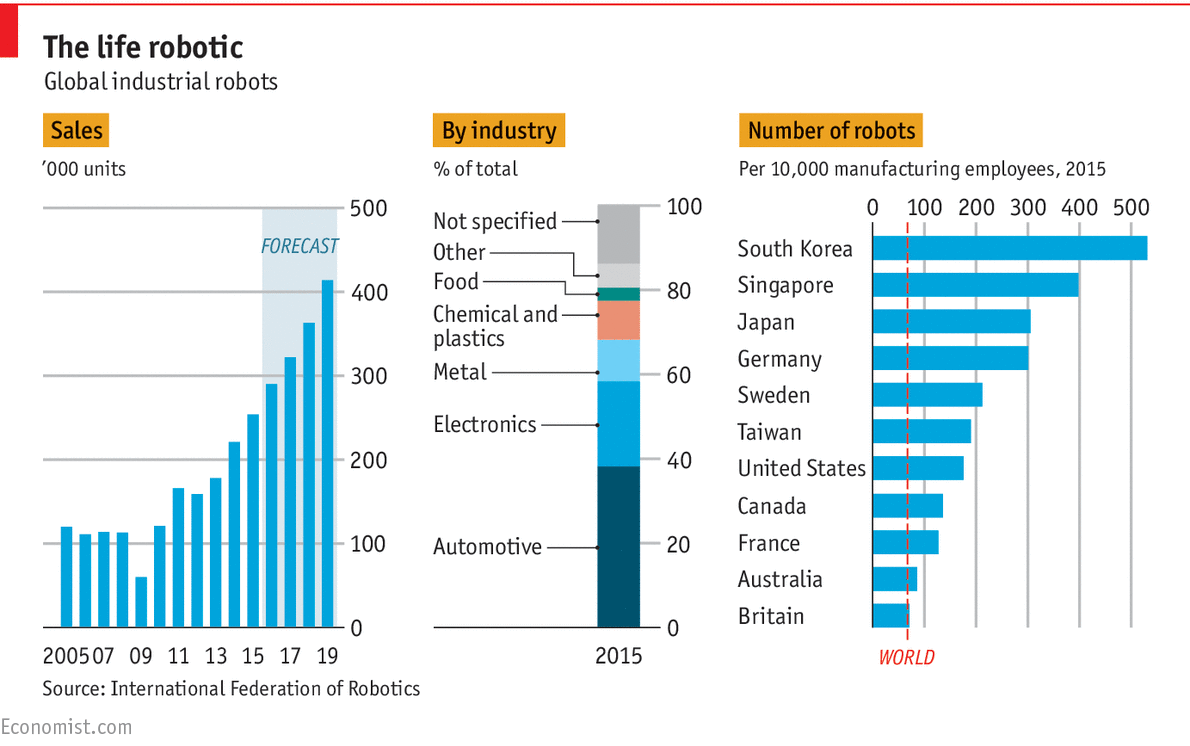 The life robotic
Global industrial robots
Sales
’000 units
500
FORECAST
400
300
200
100
0
2005 07 09 11 13 15 17 19
By industry
% of total
100
Not specified
Other
80
Food
Chemical and
plastics
60
Metal
Electronics
40
Automotive
20
0
2015
Number of robots
Per 10,000 manufacturing employees, 2015
0 100 200 300 400 500
South Korea
Singapore
Japan
Germany
Sweden
Taiwan
United States
Canada
France
Australia
Britain
WORLD
Source: International Federation of Robotics
Economist.com